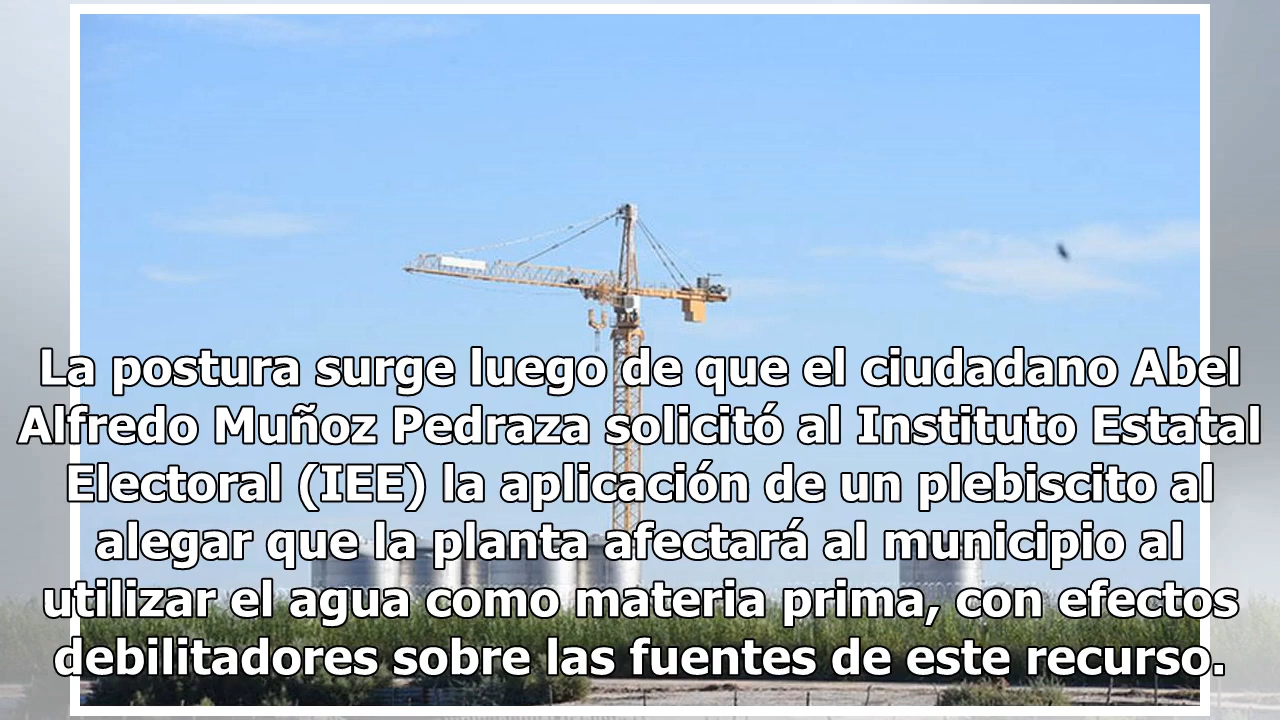 La postura surge luego de que el ciudadano Abel
Alfredo Muñoz Pedraza solicitó al Instituto Estatal
Electoral (IEE) la aplicación de un plebiscito al
alegar que la planta afectará al municipio al
utilizar el agua como materia prima, con efectos
debilitadores sobre las fuentes de este recurso.